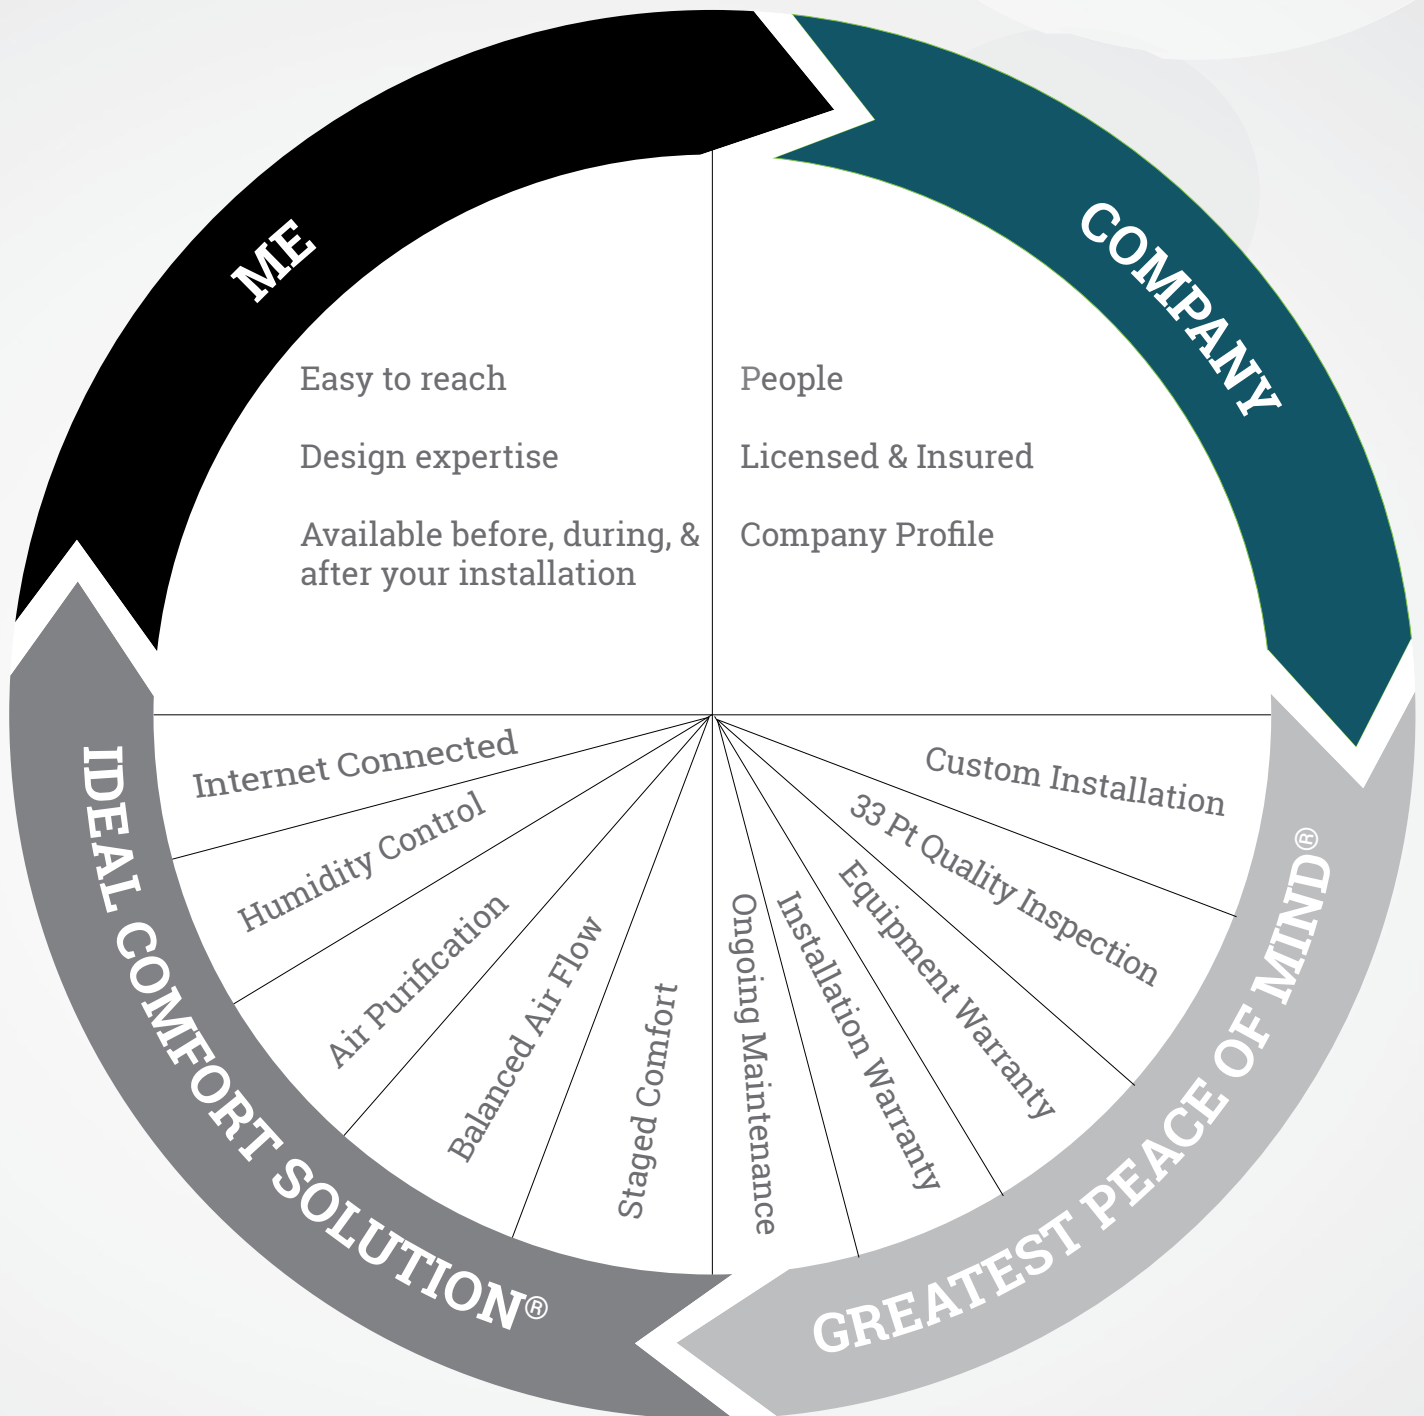 ME
Easy to reach
Design expertise
Available before, during, &
after your installation
COMPANY
People
Licensed & Insured
Company Profile
GREATEST PEACE OF MIND®
Custom Installation
33 Pt Quality Inspection
Equipment Warranty
Installation Warranty
Ongoing Maintenance
IDEAL COMFORT SOLUTION®
Staged Comfort
Balanced Air Flow
Air Purification
Humidity Control
Internet Connected